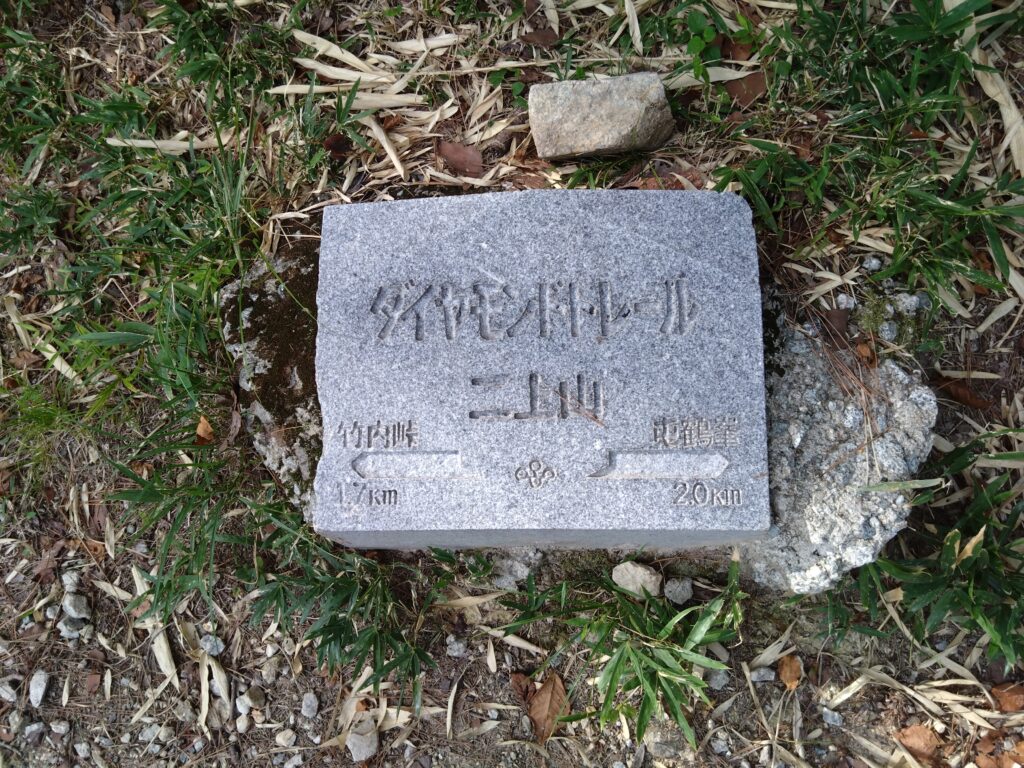 ダイヤモンドトレール
二上山
竹内峠 屯鶴峯
1.7km 2.0km